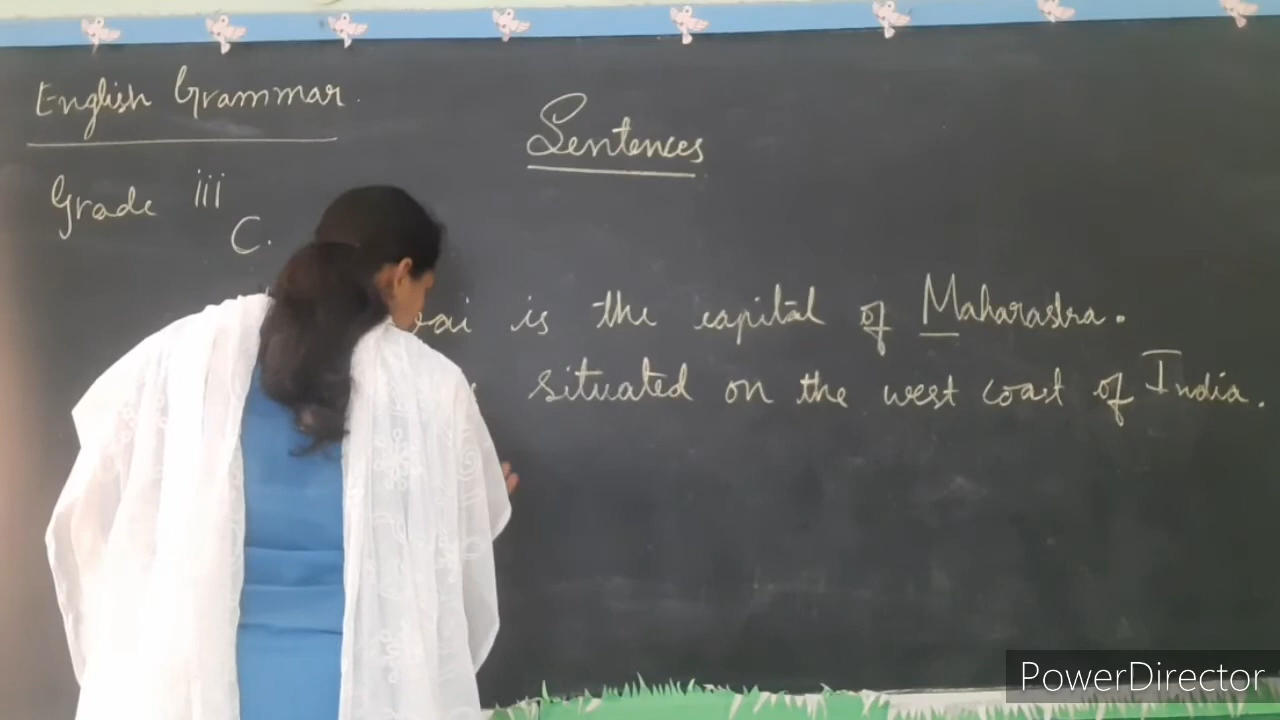 English Grammar.
Sentences
Grade iii
C.
is the capital of Maharastra.
situated on the west coast of India.
PowerDirector